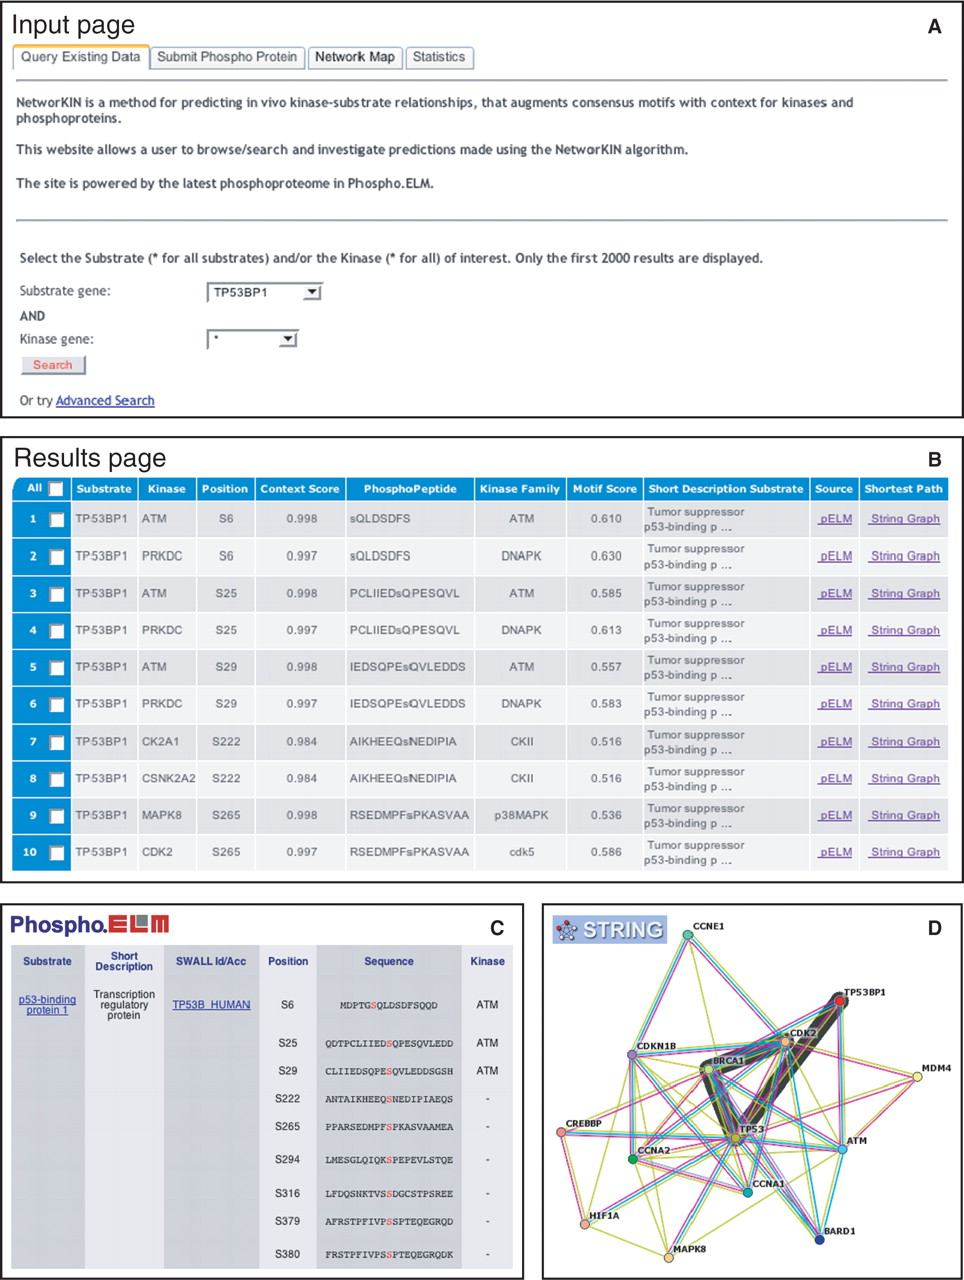 Input page
A
Query Existing Data
Submit Phospho Protein
Network Map
Statistics
NetworKIN is a method for predicting in vivo kinase-substrate relationships, that augments consensus motifs with context for kinases and
phosphoproteins.
This website allows a user to browse/search and investigate predictions made using the NetworKIN algorithm.
The site is powered by the latest phosphoproteome in Phospho.ELM.
Select the Substrate (* for all substrates) and/or the Kinase (* for all) of interest. Only the first 2000 results are displayed.
Substrate gene: TP53BP1
AND
Kinase gene: *
Search
Or try Advanced Search
Results page
B
All Substrate Kinase Position Context Score PhosphoPeptide Kinase Family Motif Score Short Description Substrate Source Shortest Path
1 TP53BP1 ATM S6 0.998 sQLDSDFS ATM 0.610 Tumor suppressor p53-binding p ... pELM String Graph
2 TP53BP1 PRKDC S6 0.997 sQLDSDFS DNAPK 0.630 Tumor suppressor p53-binding p ... pELM String Graph
3 TP53BP1 ATM S25 0.998 PCLIIEDsQPESQVL ATM 0.585 Tumor suppressor p53-binding p ... pELM String Graph
4 TP53BP1 PRKDC S25 0.997 PCLIIEDsQPESQVL DNAPK 0.613 Tumor suppressor p53-binding p ... pELM String Graph
5 TP53BP1 ATM S29 0.998 IEDSQPEsQVLEDDS ATM 0.557 Tumor suppressor p53-binding p ... pELM String Graph
6 TP53BP1 PRKDC S29 0.997 IEDSQPEsQVLEDDS DNAPK 0.583 Tumor suppressor p53-binding p ... pELM String Graph
7 TP53BP1 CK2A1 S222 0.984 AIKHEEQsNEDIPIA CKII 0.516 Tumor suppressor p53-binding p ... pELM String Graph
8 TP53BP1 CSNK2A2 S222 0.984 AIKHEEQsNEDIPIA CKII 0.516 Tumor suppressor p53-binding p ... pELM String Graph
9 TP53BP1 MAPK8 S265 0.998 RSEDMPFsPKASVAA p38MAPK 0.536 Tumor suppressor p53-binding p ... pELM String Graph
10 TP53BP1 CDK2 S265 0.997 RSEDMPFsPKASVAA cdk5 0.586 Tumor suppressor p53-binding p ... pELM String Graph
Phospho.ELM
C
Substrate Short Description SWALL Id/Acc Position Sequence Kinase
p53-binding protein 1 Transcription regulatory protein TP53B_HUMAN S6 MDPTGSQLDSDFSQQD ATM
S25 QDTPCLIIEDSQPESQVLEDD ATM
S29 CLIIEDSQPESQVLEDDSGSH ATM
S222 ANTAIKHEEQSNEDIPIAEQS -
S265 PPARSEDMPFSPKASVAAMEA -
S294 LMESGLQIQKSPEPEVLSTQE -
S316 LFDQSNKTVSSDGCSTPSREE -
S379 AFRSTPFIVPSSPTEQEGRQD -
S380 FRSTPFIVPSSPTEQEGRQDK -
STRING
D
CCNE1
TP53BP1
CDK2
CDKN1B
BRCA1
MDM4
CREBBP
TP53
ATM
CCNA2
CCNA1
HIF1A
BARD1
MAPK8